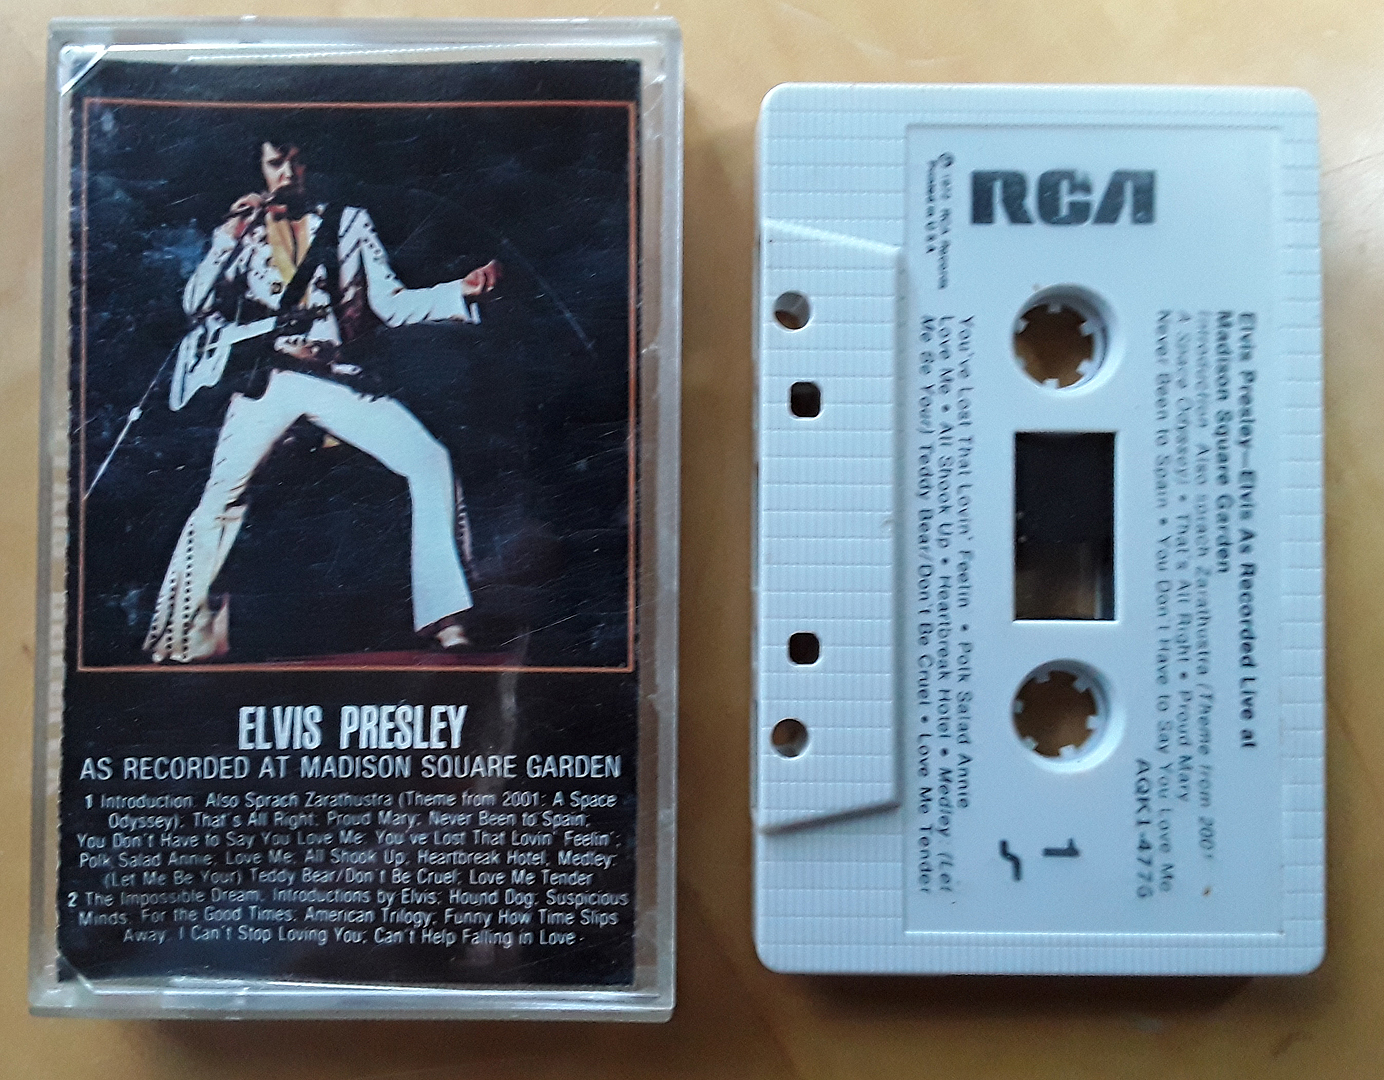 ELVIS PRESLEY
AS RECORDED AT MADISON SQUARE GARDEN
1 Introduction: Also Sprach Zarathustra (Theme from 2001: A Space
Odyssey); That's All Right; Proud Mary; Never Been to Spain;
You Don't Have to Say You Love Me; You've Lost That Lovin' Feelin';
Polk Salad Annie; Love Me; All Shook Up; Heartbreak Hotel; Medley:
(Let Me Be Your) Teddy Bear/Don't Be Cruel; Love Me Tender
2 The Impossible Dream; Introductions by Elvis; Hound Dog; Suspicious
Minds; For the Good Times; American Trilogy; Funny How Time Slips
Away; I Can't Stop Loving You; Can't Help Falling in Love
RCA
Elvis Presley—Elvis As Recorded Live at
Madison Square Garden
Introduction: Also Sprach Zarathustra (Theme from 2001:
A Space Odyssey) • That's All Right • Proud Mary
Never Been to Spain • You Don't Have to Say You Love Me
AQK1-4776
1
You've Lost That Lovin' Feelin • Polk Salad Annie
Love Me • All Shook Up • Heartbreak Hotel • Medley: (Let
Me Be Your) Teddy Bear/Don't Be Cruel • Love Me Tender
℗ 1972 RCA Records
Printed in U.S.A.